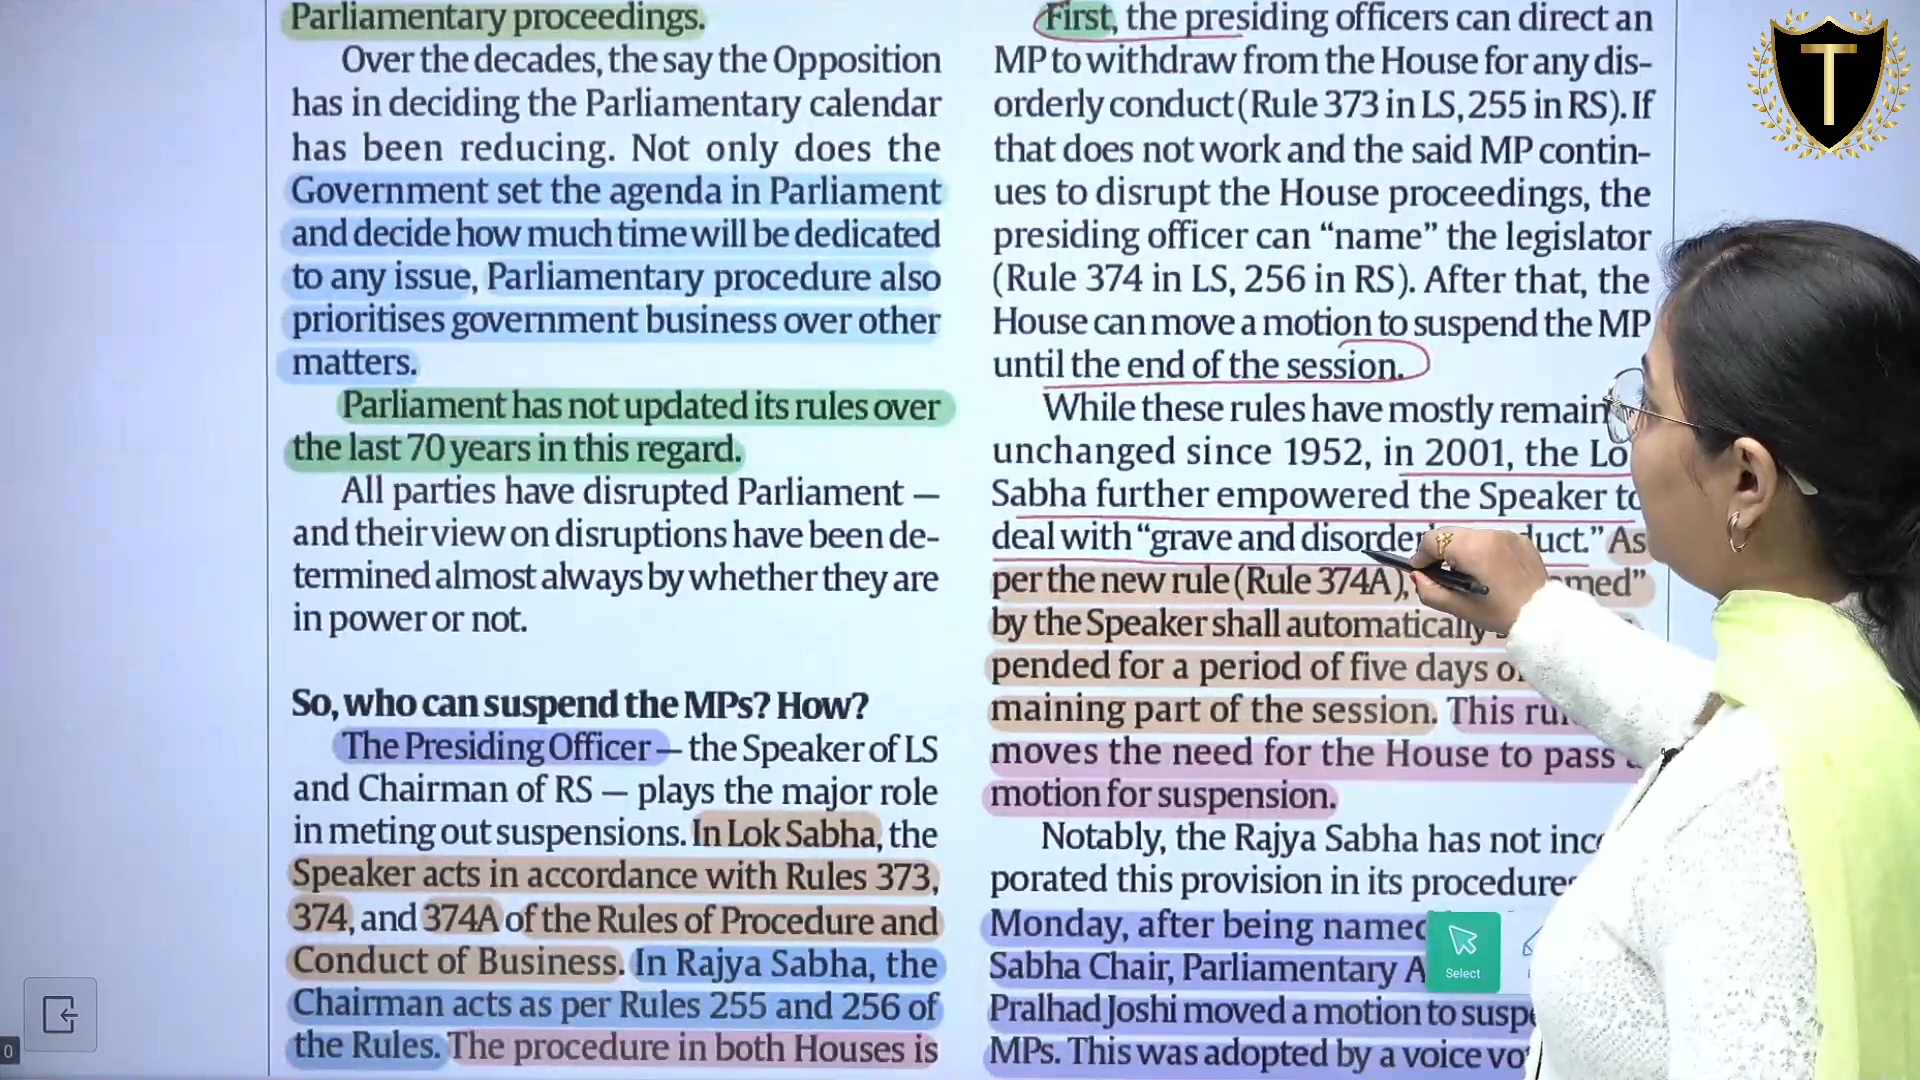 Parliamentary proceedings.
Over the decades, the say the Opposition
has in deciding the Parliamentary calendar
has been reducing. Not only does the
Government set the agenda in Parliament
and decide how much time will be dedicated
to any issue, Parliamentary procedure also
prioritises government business over other
matters.
Parliament has not updated its rules over
the last 70 years in this regard.
All parties have disrupted Parliament —
and their view on disruptions have been de-
termined almost always by whether they are
in power or not.
So, who can suspend the MPs? How?
The Presiding Officer — the Speaker of LS
and Chairman of RS — plays the major role
in meting out suspensions. In Lok Sabha, the
Speaker acts in accordance with Rules 373,
374, and 374A of the Rules of Procedure and
Conduct of Business. In Rajya Sabha, the
Chairman acts as per Rules 255 and 256 of
the Rules. The procedure in both Houses is
First, the presiding officers can direct an
MP to withdraw from the House for any dis-
orderly conduct (Rule 373 in LS, 255 in RS). If
that does not work and the said MP contin-
ues to disrupt the House proceedings, the
presiding officer can “name” the legislator
(Rule 374 in LS, 256 in RS). After that, the
House can move a motion to suspend the MP
until the end of the session.
While these rules have mostly remain
unchanged since 1952, in 2001, the Lo
Sabha further empowered the Speaker to
deal with “grave and disorder duct.” As
per the new rule (Rule 374A), med”
by the Speaker shall automatically
pended for a period of five days o
maining part of the session. This ru
moves the need for the House to pass a
motion for suspension.
Notably, the Rajya Sabha has not inc
porated this provision in its procedures
Monday, after being named
Sabha Chair, Parliamentary A
Pralhad Joshi moved a motion to susp
MPs. This was adopted by a voice vo
T
Select
0